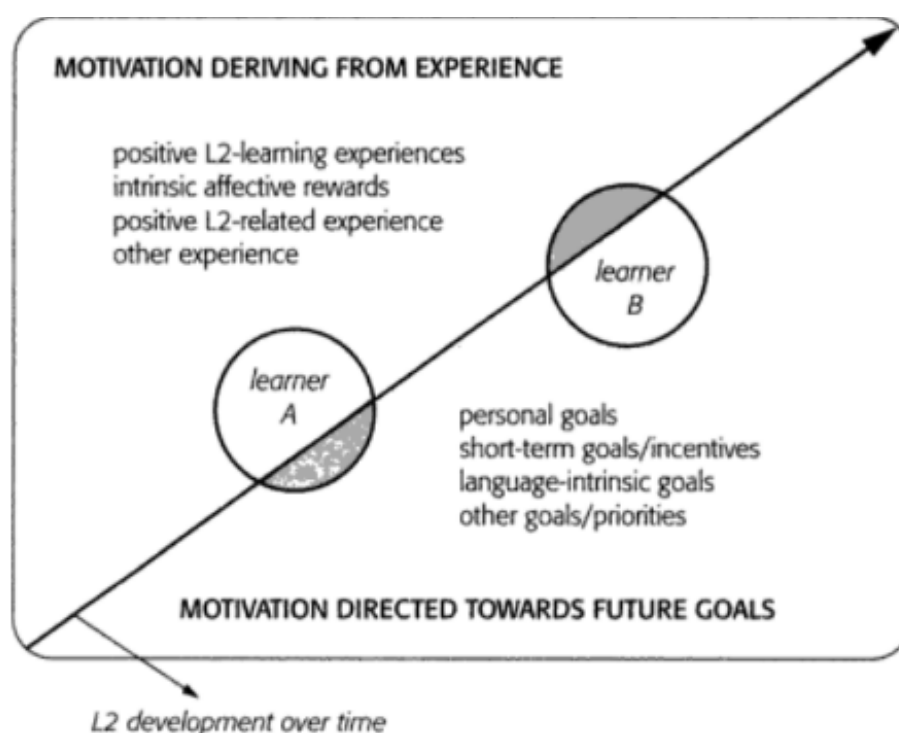 MOTIVATION DERIVING FROM EXPERIENCE
positive L2-learning experiences
intrinsic affective rewards
positive L2-related experience
other experience
learner
B
learner
A
personal goals
short-term goals/incentives
language-intrinsic goals
other goals/priorities
MOTIVATION DIRECTED TOWARDS FUTURE GOALS
L2 development over time